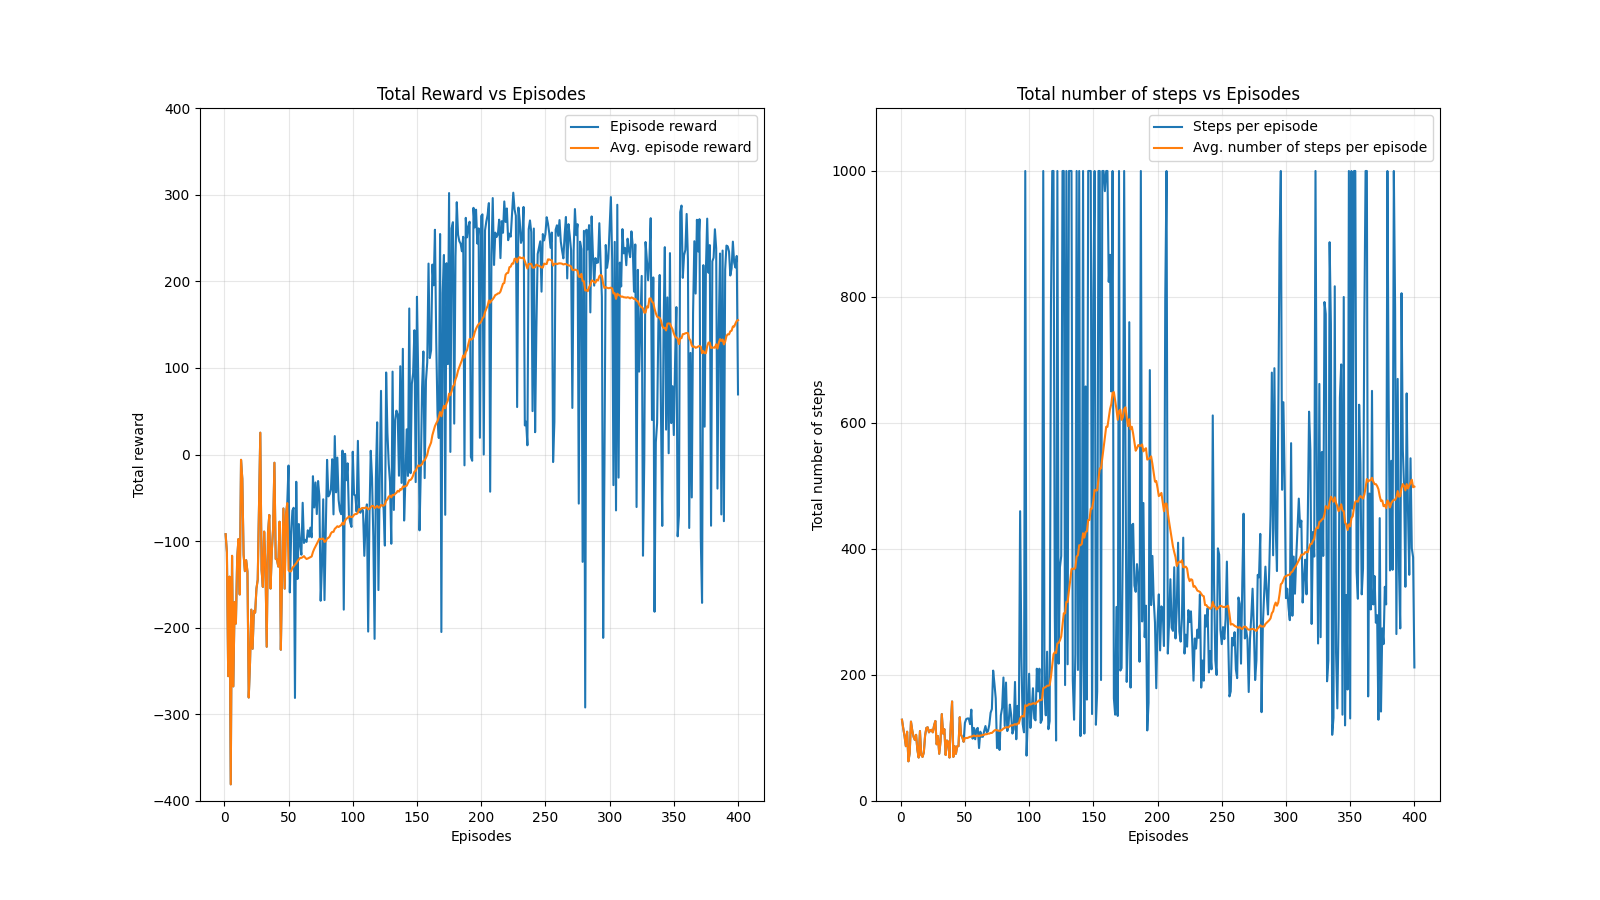 Total Reward vs Episodes
Episode reward
Avg. episode reward
Total reward
400
300
200
100
0
−100
−200
−300
−400
0 50 100 150 200 250 300 350 400
Episodes
Total number of steps vs Episodes
Steps per episode
Avg. number of steps per episode
Total number of steps
1000
800
600
400
200
0
0 50 100 150 200 250 300 350 400
Episodes